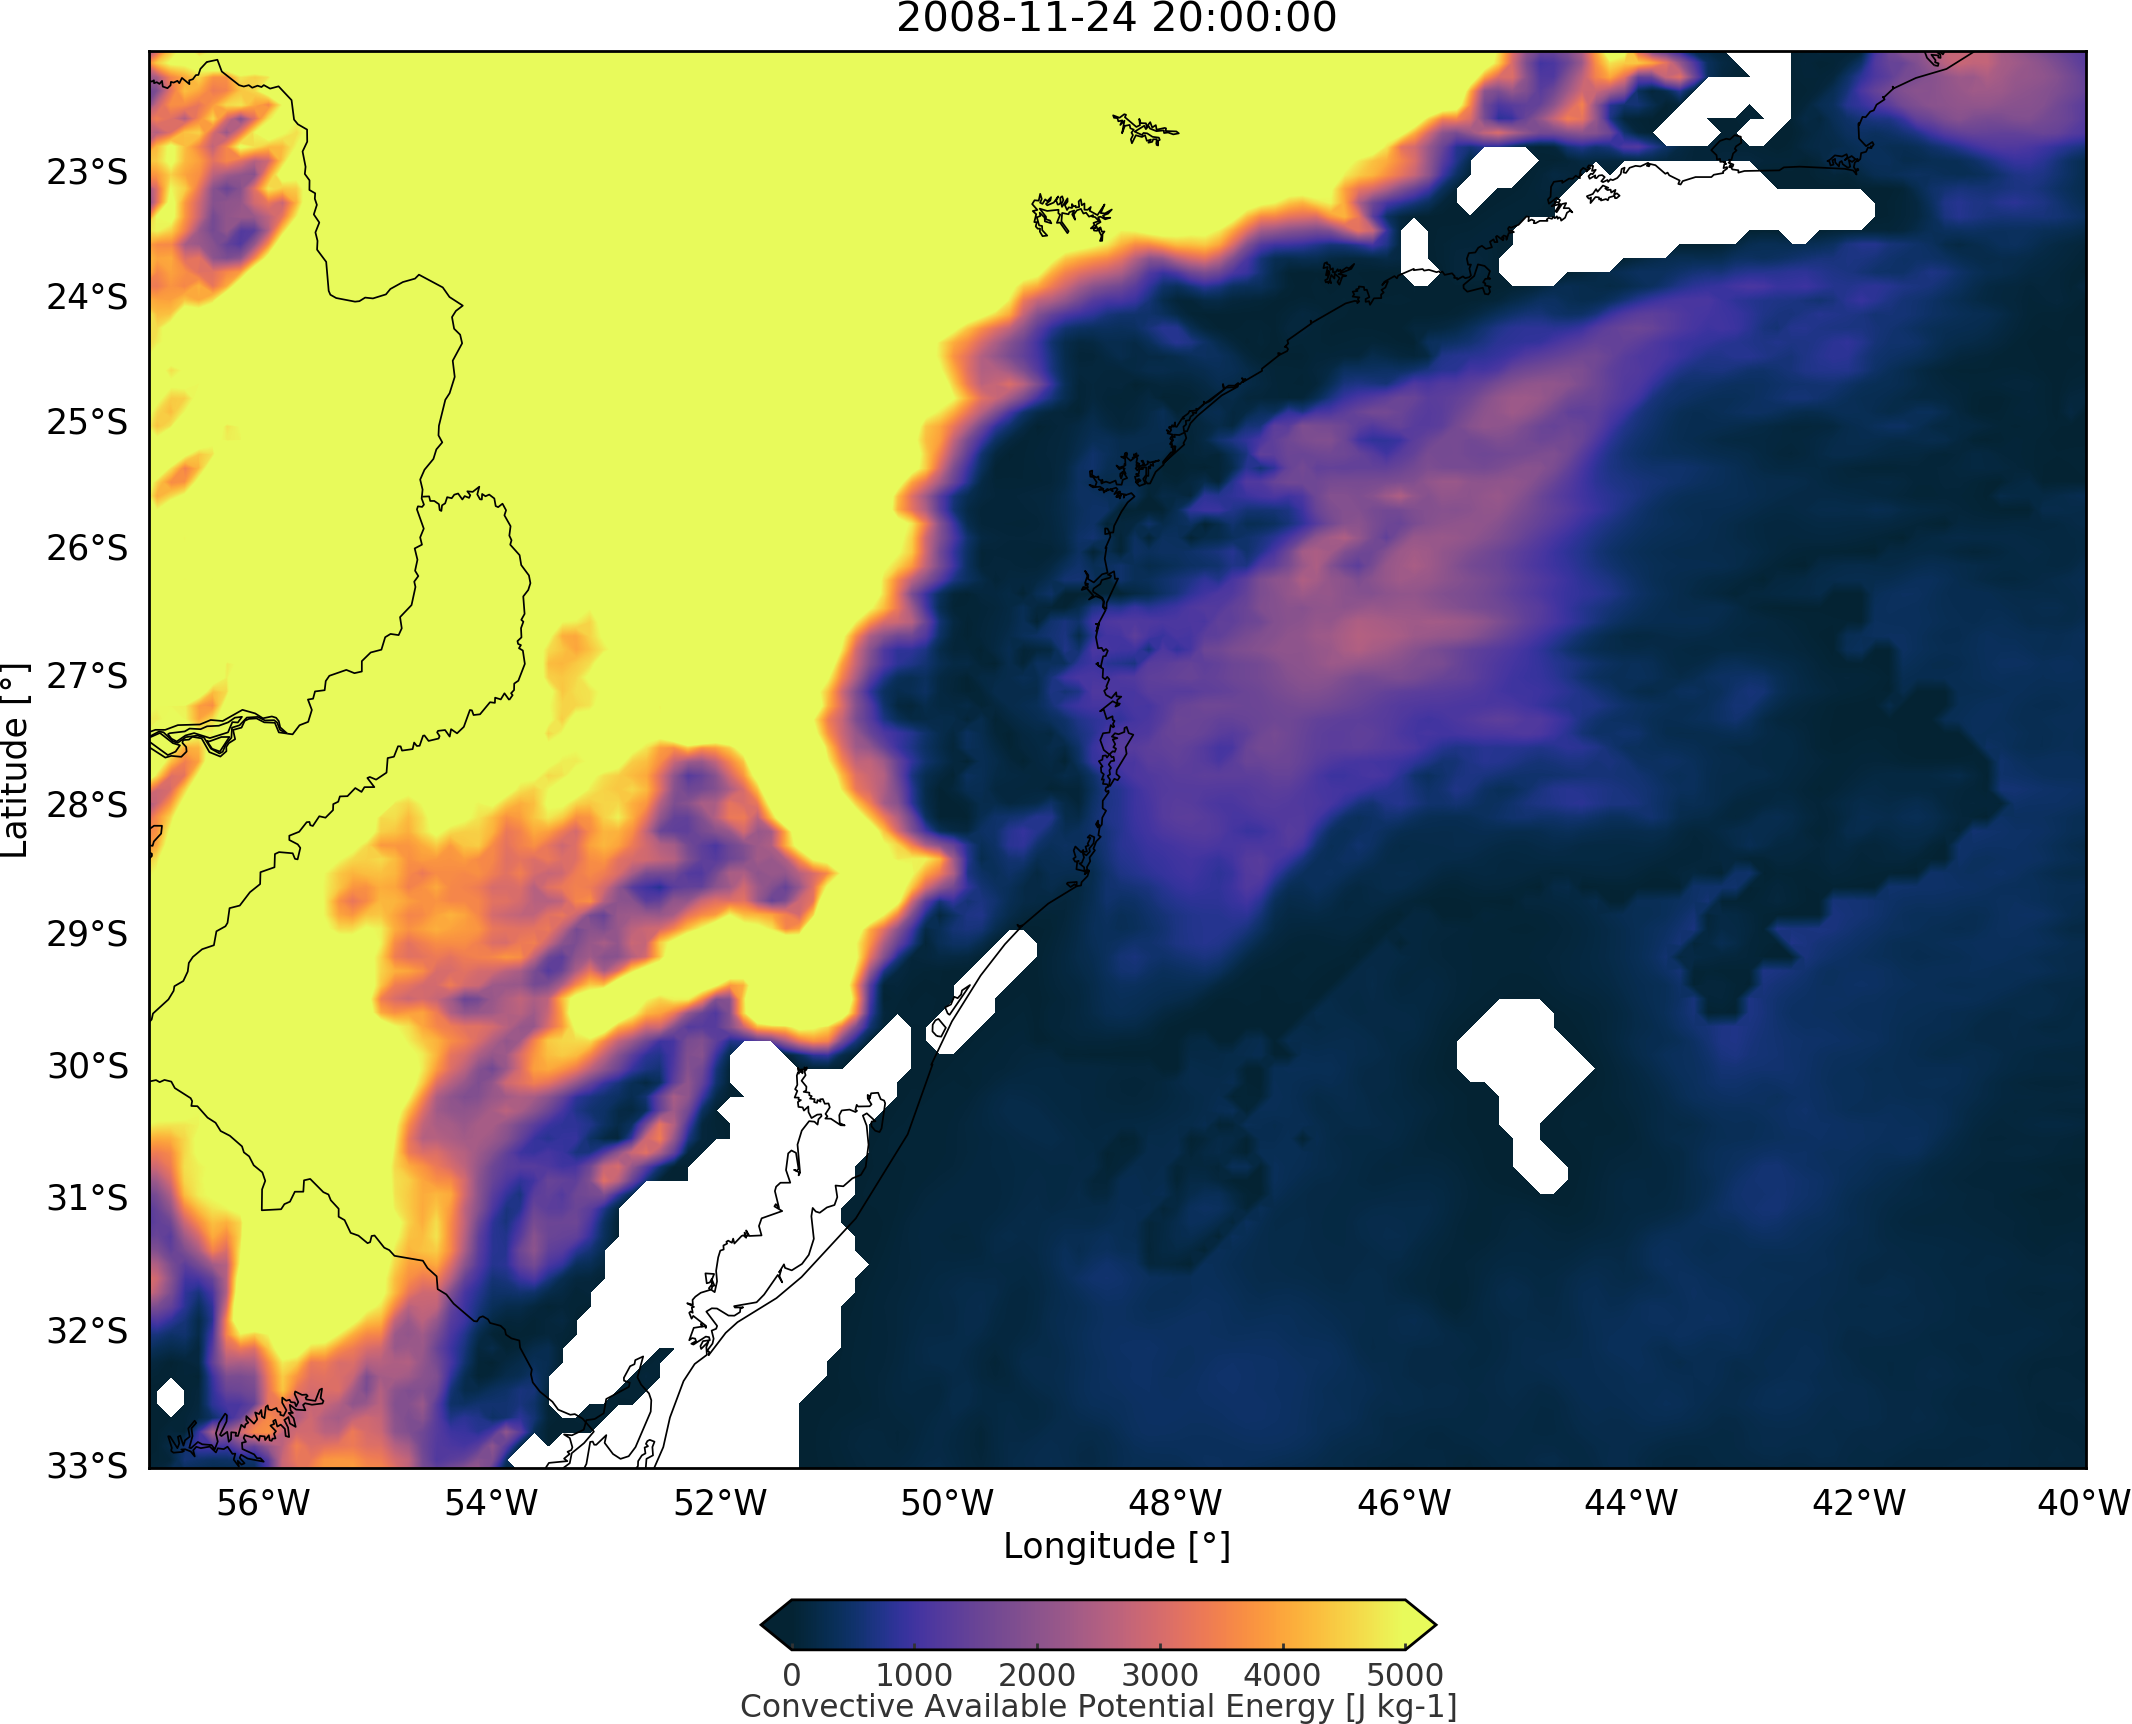 2008-11-24 20:00:00
23°S
24°S
25°S
26°S
27°S
28°S
29°S
30°S
31°S
32°S
33°S
Latitude [°]
56°W 54°W 52°W 50°W 48°W 46°W 44°W 42°W 40°W
Longitude [°]
0 1000 2000 3000 4000 5000
Convective Available Potential Energy [J kg-1]